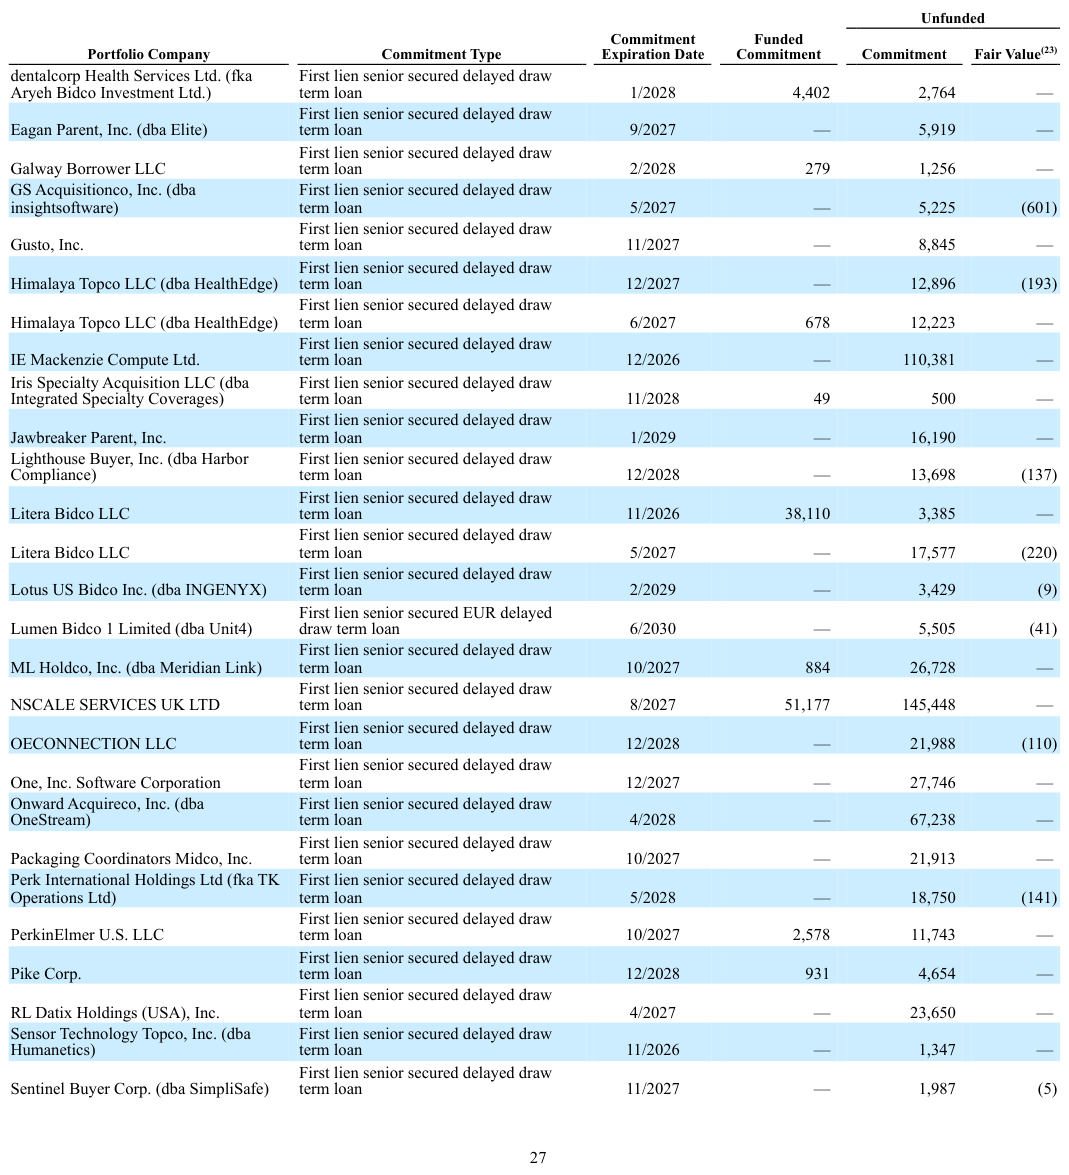 Unfunded
Portfolio Company Commitment Type Commitment Expiration Date Funded Commitment Commitment Fair Value(23)
dentalcorp Health Services Ltd. (fka Aryeh Bidco Investment Ltd.) First lien senior secured delayed draw term loan 1/2028 4,402 2,764 —
Eagan Parent, Inc. (dba Elite) First lien senior secured delayed draw term loan 9/2027 — 5,919 —
Galway Borrower LLC First lien senior secured delayed draw term loan 2/2028 279 1,256 —
GS Acquisitionco, Inc. (dba insightsoftware) First lien senior secured delayed draw term loan 5/2027 — 5,225 (601)
Gusto, Inc. First lien senior secured delayed draw term loan 11/2027 — 8,845 —
Himalaya Topco LLC (dba HealthEdge) First lien senior secured delayed draw term loan 12/2027 — 12,896 (193)
Himalaya Topco LLC (dba HealthEdge) First lien senior secured delayed draw term loan 6/2027 678 12,223 —
IE Mackenzie Compute Ltd. First lien senior secured delayed draw term loan 12/2026 — 110,381 —
Iris Specialty Acquisition LLC (dba Integrated Specialty Coverages) First lien senior secured delayed draw term loan 11/2028 49 500 —
Jawbreaker Parent, Inc. First lien senior secured delayed draw term loan 1/2029 — 16,190 —
Lighthouse Buyer, Inc. (dba Harbor Compliance) First lien senior secured delayed draw term loan 12/2028 — 13,698 (137)
Litera Bidco LLC First lien senior secured delayed draw term loan 11/2026 38,110 3,385 —
Litera Bidco LLC First lien senior secured delayed draw term loan 5/2027 — 17,577 (220)
Lotus US Bidco Inc. (dba INGENYX) First lien senior secured delayed draw term loan 2/2029 — 3,429 (9)
Lumen Bidco 1 Limited (dba Unit4) First lien senior secured EUR delayed draw term loan 6/2030 — 5,505 (41)
ML Holdco, Inc. (dba Meridian Link) First lien senior secured delayed draw term loan 10/2027 884 26,728 —
NSCALE SERVICES UK LTD First lien senior secured delayed draw term loan 8/2027 51,177 145,448 —
OECONNECTION LLC First lien senior secured delayed draw term loan 12/2028 — 21,988 (110)
One, Inc. Software Corporation First lien senior secured delayed draw term loan 12/2027 — 27,746 —
Onward Acquireco, Inc. (dba OneStream) First lien senior secured delayed draw term loan 4/2028 — 67,238 —
Packaging Coordinators Midco, Inc. First lien senior secured delayed draw term loan 10/2027 — 21,913 —
Perk International Holdings Ltd (fka TK Operations Ltd) First lien senior secured delayed draw term loan 5/2028 — 18,750 (141)
PerkinElmer U.S. LLC First lien senior secured delayed draw term loan 10/2027 2,578 11,743 —
Pike Corp. First lien senior secured delayed draw term loan 12/2028 931 4,654 —
RL Datix Holdings (USA), Inc. First lien senior secured delayed draw term loan 4/2027 — 23,650 —
Sensor Technology Topco, Inc. (dba Humanetics) First lien senior secured delayed draw term loan 11/2026 — 1,347 —
Sentinel Buyer Corp. (dba SimpliSafe) First lien senior secured delayed draw term loan 11/2027 — 1,987 (5)
27